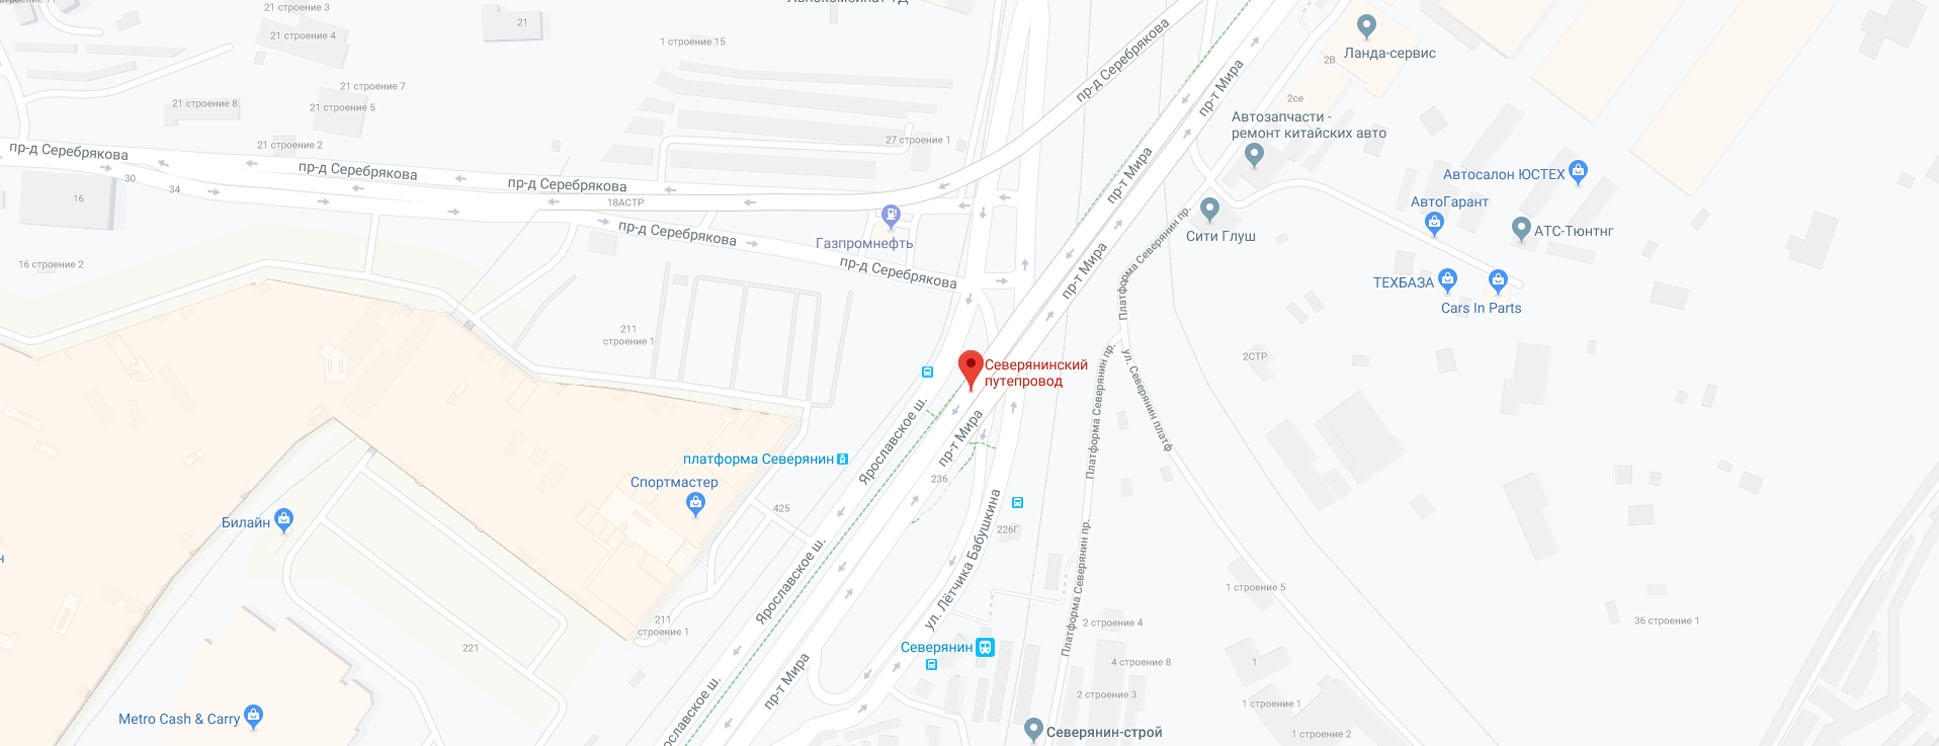 21 строение 3
21
21 строение 4
1 строение 15
пр-д Серебрякова
Ланда-сервис
2В
21 строение 7
21 строение 8
21 строение 5
2се
пр-т Мира
Автозапчасти -
ремонт китайских авто
21 строение 2
27 строение 1
пр-д Серебрякова
пр-д Серебрякова
пр-д Серебрякова
пр-т Мира
Автосалон ЮСТЕХ
30
34
16
18АСТР
АвтоГарант
Газпромнефть
пр-д Серебрякова
Сити Глуш
АТС-Тюнтнг
16 строение 2
пр-д Серебрякова
пр-т Мира
Платформа Северянин пр.
ТЕХБАЗА
Cars In Parts
211
строение 1
2СТР
Северянинский
путепровод
ул. Северянин платф
Платформа Северянин пр.
Ярославское ш.
пр-т Мира
платформа Северянин
Спортмастер
236
425
Билайн
226Г
н
Ярославское ш.
ул. Лётчика Бабушкина
Платформа Северянин пр.
1 строение 5
211
строение 1
2 строение 4
36 строение 1
221
Северянин
4 строение 8
1
пр-т Мира
2 строение 3
1 строение 1
Metro Cash & Carry
Северянин-строй
1 строение 2